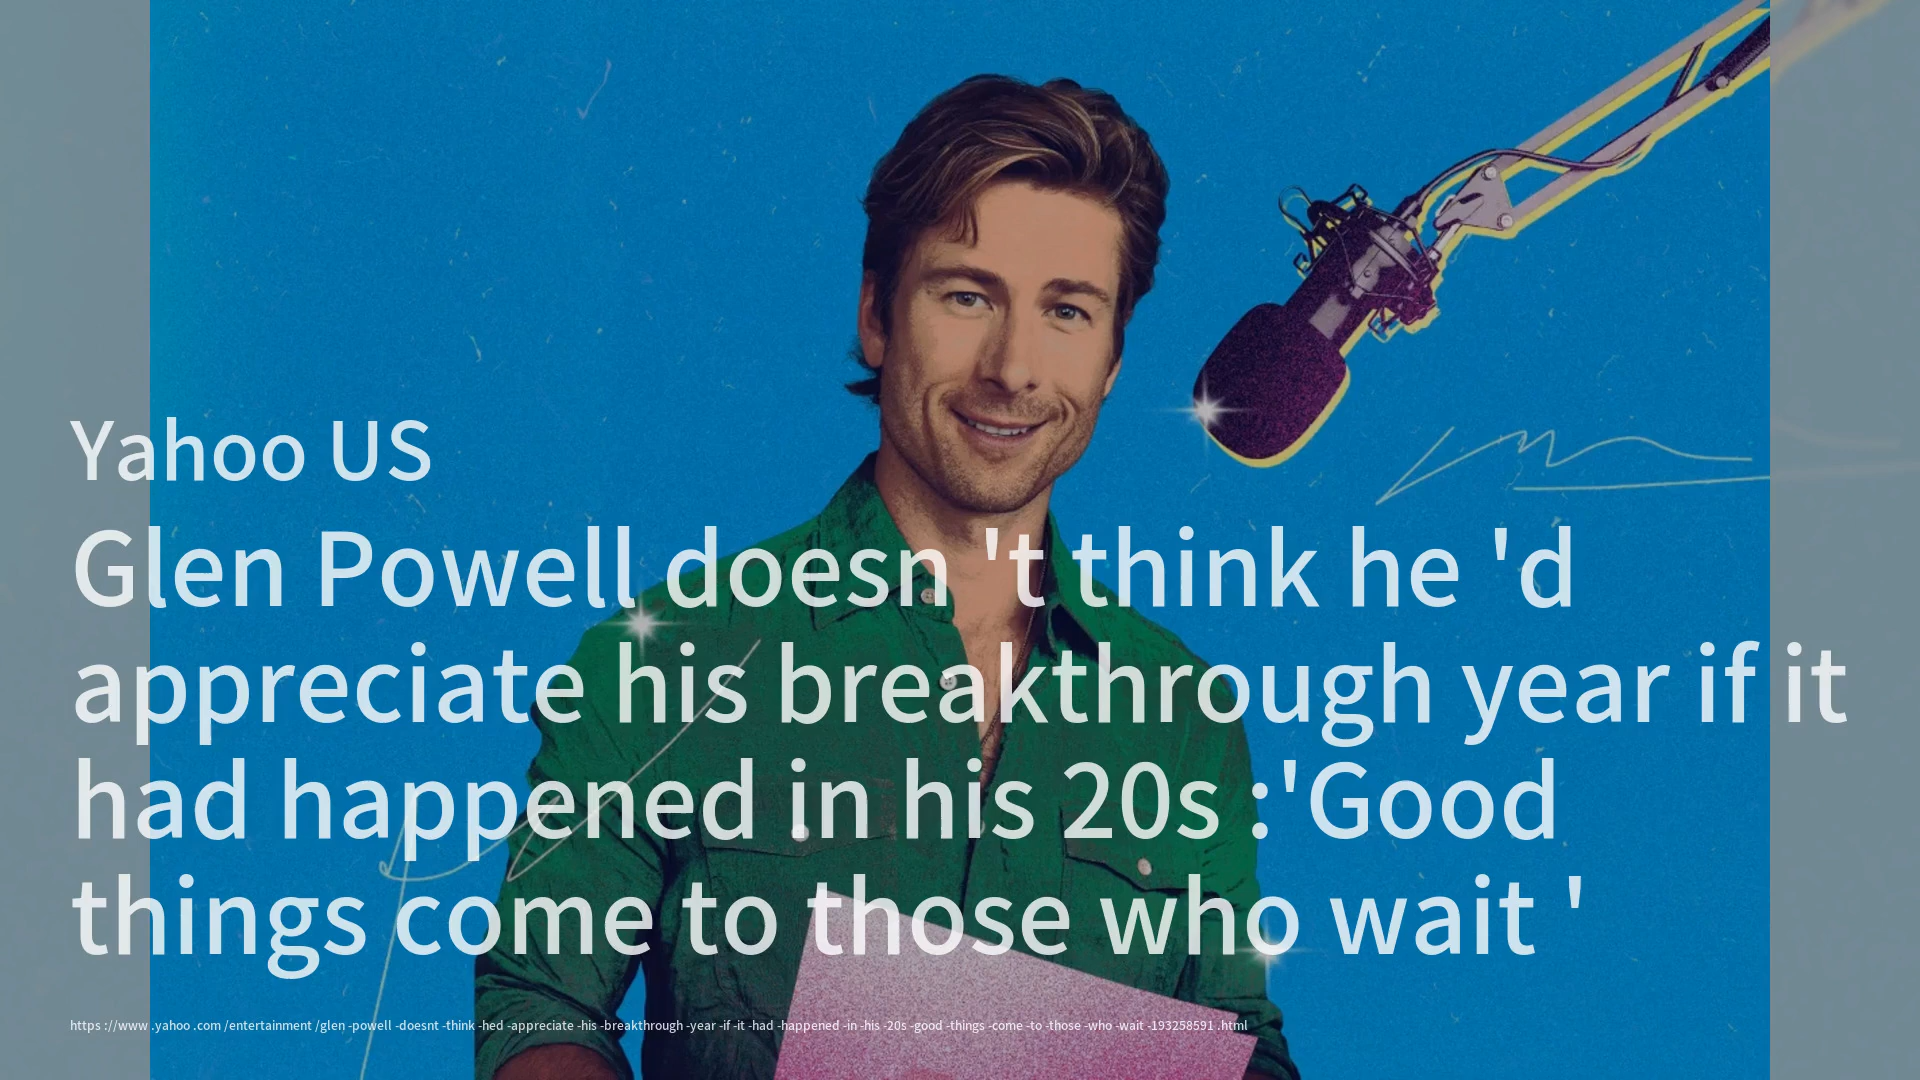 Yahoo US
Glen Powell doesn 't think he 'd
appreciate his breakthrough year if it
had happened in his 20s :'Good
things come to those who wait '
https ://www .yahoo .com /entertainment /glen -powell -doesnt -think -hed -appreciate -his -breakthrough -year -if -it -had -happened -in -his -20s -good -things -come -to -those -who -wait -193258591 .html